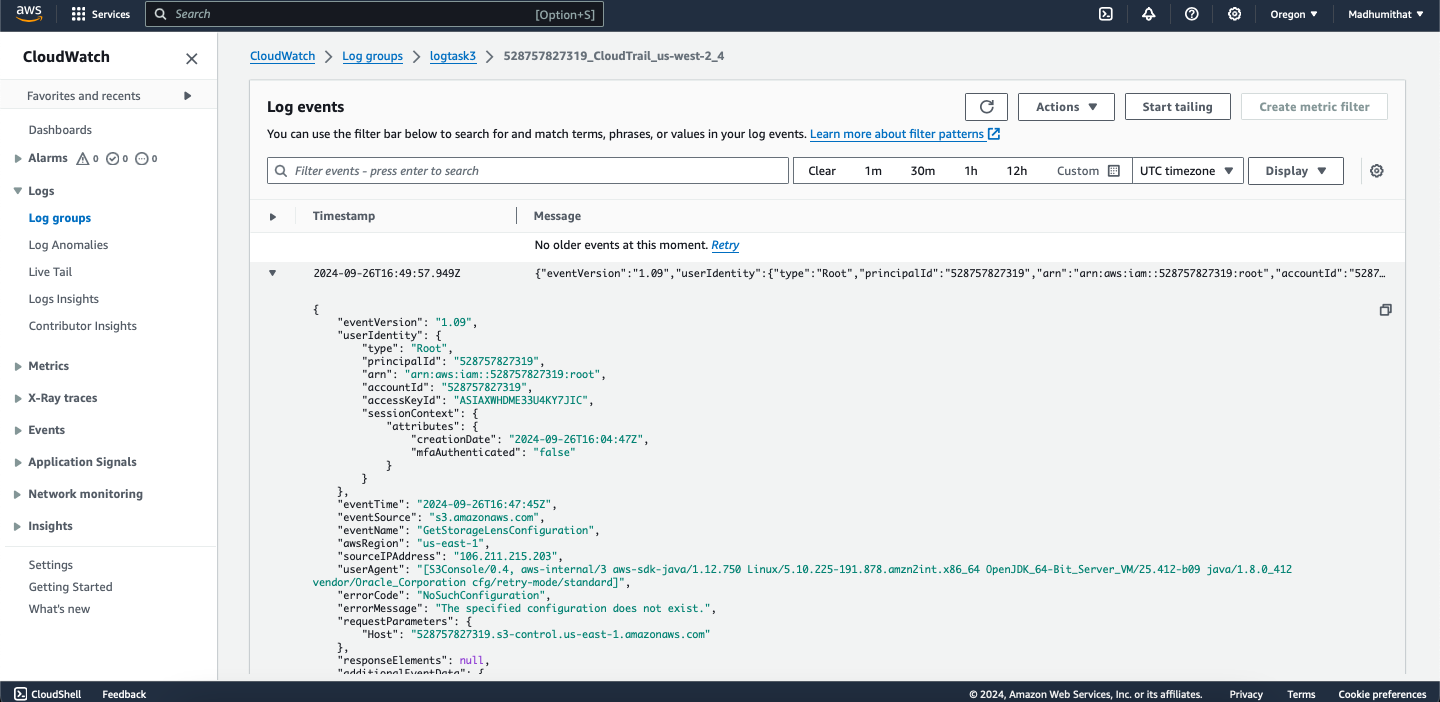 aws
Services
Search
[Option+S]
Oregon ▼
Madhumithat ▼
CloudWatch
Favorites and recents
Dashboards
Alarms 0 0 0
Logs
Log groups
Log Anomalies
Live Tail
Logs Insights
Contributor Insights
Metrics
X-Ray traces
Events
Application Signals
Network monitoring
Insights
Settings
Getting Started
What's new
CloudWatch > Log groups > logtask3 > 528757827319_CloudTrail_us-west-2_4
Log events
Actions ▼
Start tailing
Create metric filter
You can use the filter bar below to search for and match terms, phrases, or values in your log events. Learn more about filter patterns
Filter events - press enter to search
Clear 1m 30m 1h 12h Custom
UTC timezone ▼
Display ▼
Timestamp Message
No older events at this moment. Retry
2024-09-26T16:49:57.949Z {"eventVersion":"1.09","userIdentity":{"type":"Root","principalId":"528757827319","arn":"arn:aws:iam::528757827319:root","accountId":"5287…
{
"eventVersion": "1.09",
"userIdentity": {
"type": "Root",
"principalId": "528757827319",
"arn": "arn:aws:iam::528757827319:root",
"accountId": "528757827319",
"accessKeyId": "ASIAXWHDME33U4KY7JIC",
"sessionContext": {
"attributes": {
"creationDate": "2024-09-26T16:04:47Z",
"mfaAuthenticated": "false"
}
}
},
"eventTime": "2024-09-26T16:47:45Z",
"eventSource": "s3.amazonaws.com",
"eventName": "GetStorageLensConfiguration",
"awsRegion": "us-east-1",
"sourceIPAddress": "106.211.215.203",
"userAgent": "[S3Console/0.4, aws-internal/3 aws-sdk-java/1.12.750 Linux/5.10.225-191.878.amzn2int.x86_64 OpenJDK_64-Bit_Server_VM/25.412-b09 java/1.8.0_412
vendor/Oracle_Corporation cfg/retry-mode/standard]",
"errorCode": "NoSuchConfiguration",
"errorMessage": "The specified configuration does not exist.",
"requestParameters": {
"Host": "528757827319.s3-control.us-east-1.amazonaws.com"
},
"responseElements": null,
"additionalEventData": {
CloudShell
Feedback
© 2024, Amazon Web Services, Inc. or its affiliates.
Privacy
Terms
Cookie preferences